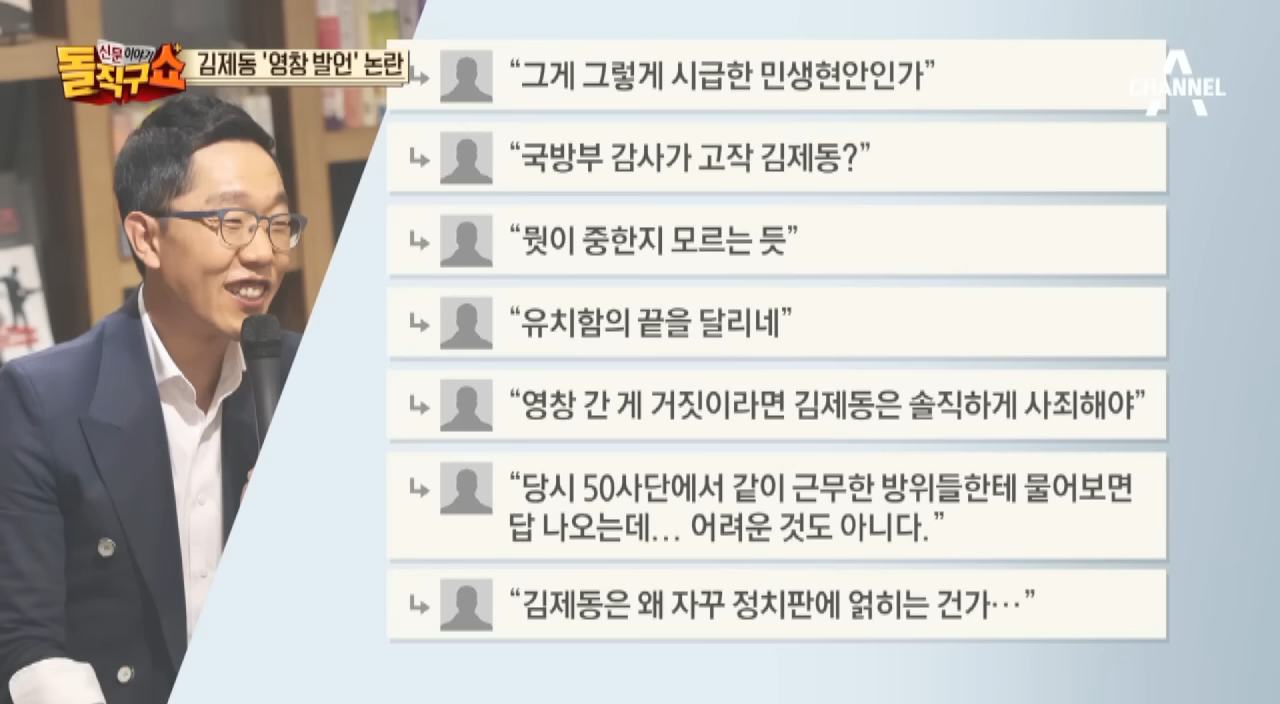 신문이야기
돌직구쇼+
김제동 '영창 발언' 논란
CHANNEL A
“그게 그렇게 시급한 민생현안인가”
“국방부 감사가 고작 김제동?”
“뭣이 중한지 모르는 듯”
“유치함의 끝을 달리네”
“영창 간 게 거짓이라면 김제동은 솔직하게 사죄해야”
“당시 50사단에서 같이 근무한 방위들한테 물어보면
답 나오는데... 어려운 것도 아니다.”
“김제동은 왜 자꾸 정치판에 얽히는 건가…”